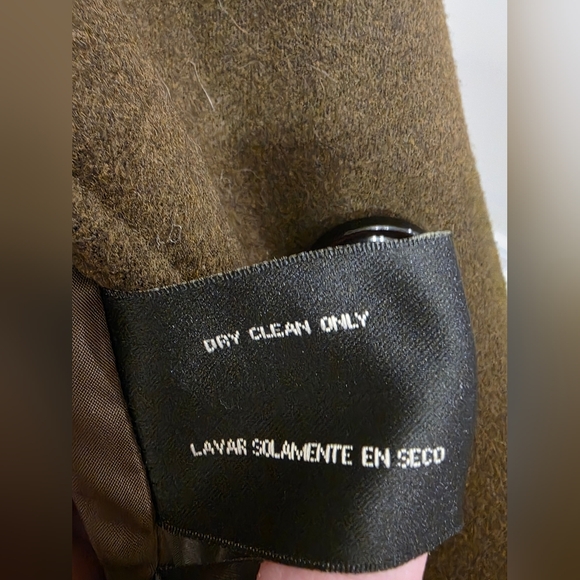 DRY CLEAN ONLY
LAVAR SOLAMENTE EN SECO